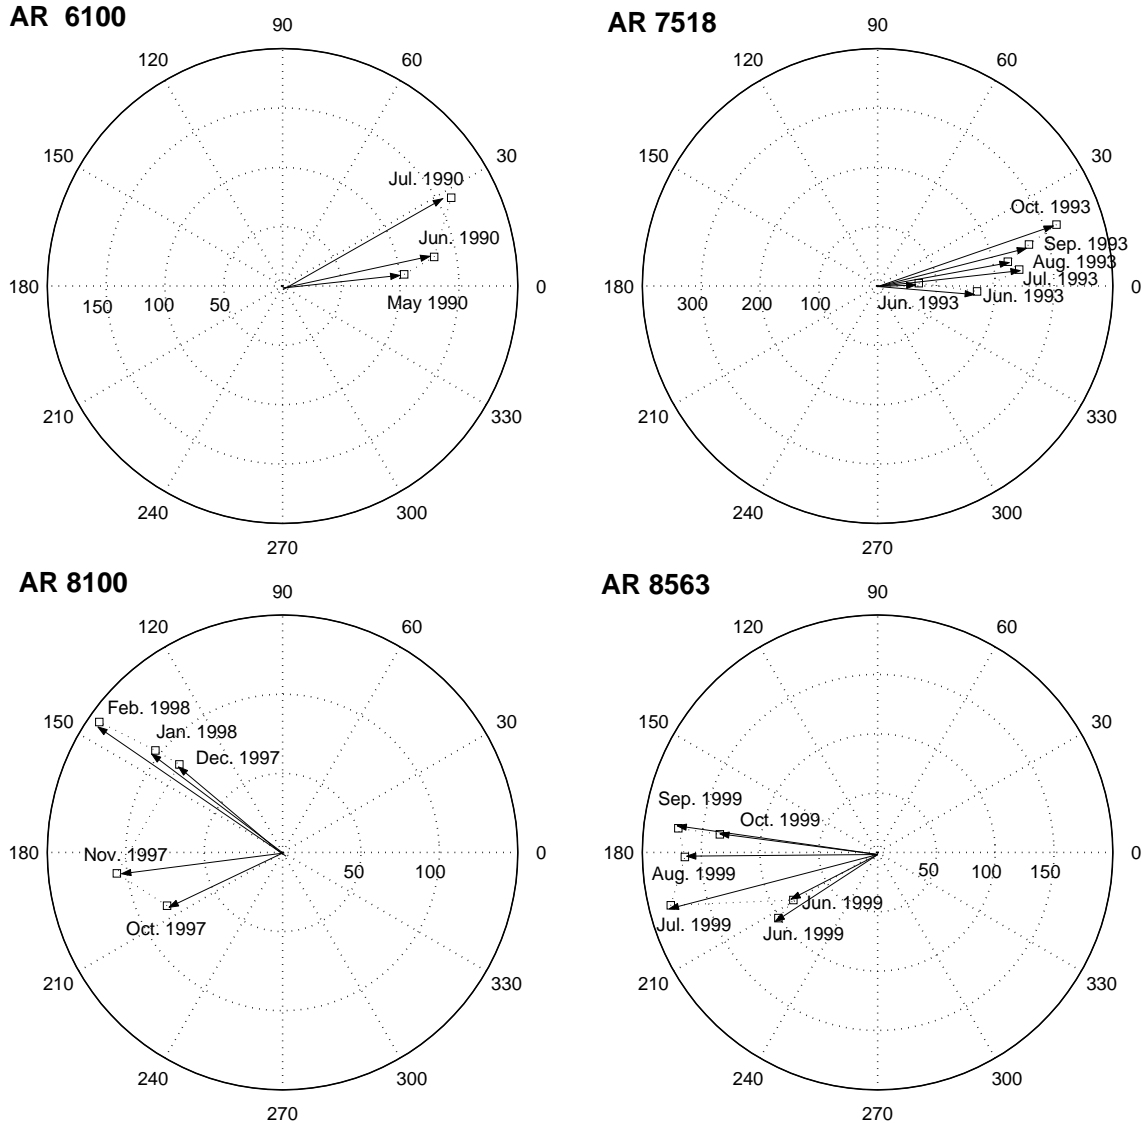 AR 6100
90
120
60
150
30
Jul. 1990
Jun. 1990
May 1990
180
150
100
50
0
210
330
240
300
270
AR 7518
90
120
60
150
30
Oct. 1993
Sep. 1993
Aug. 1993
Jul. 1993
Jun. 1993
Jun. 1993
180
300
200
100
0
210
330
240
300
270
AR 8100
90
120
60
150
30
Feb. 1998
Jan. 1998
Dec. 1997
Nov. 1997
Oct. 1997
180
50
100
0
210
330
240
300
270
AR 8563
90
120
60
150
30
Sep. 1999
Oct. 1999
Aug. 1999
Jul. 1999
Jun. 1999
Jun. 1999
180
50
100
150
0
210
330
240
300
270